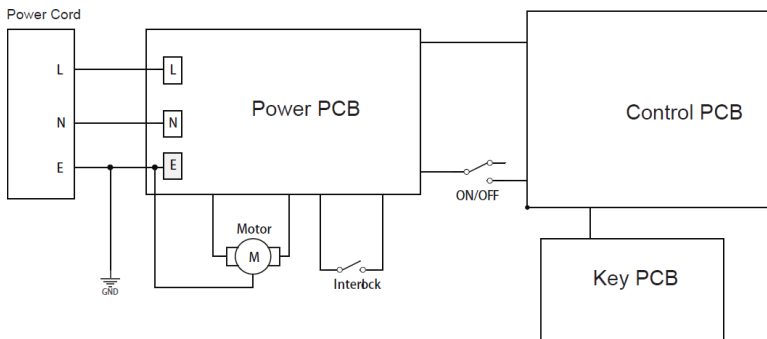 Power Cord
L
L
Power PCB
Control PCB
N
N
E
E
ON/OFF
Motor
M
Interlock
GND
Key PCB